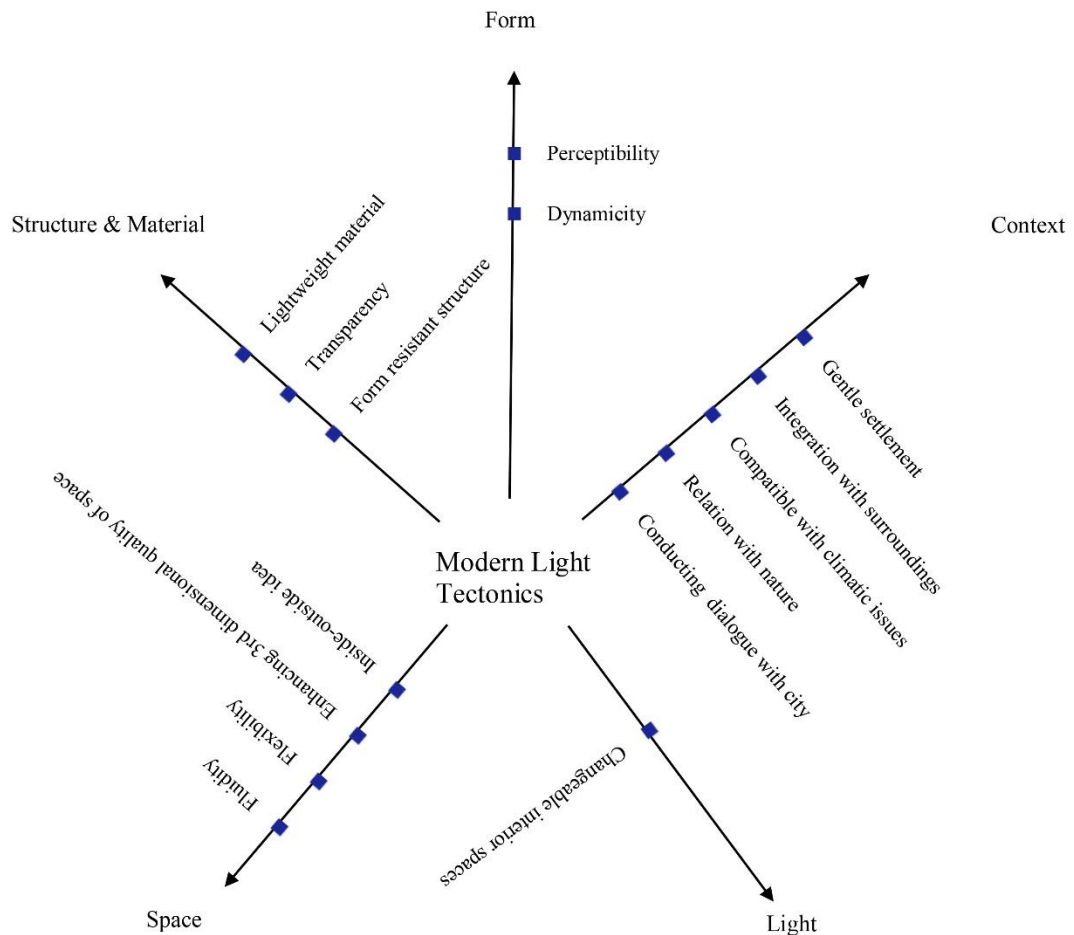 Form
Perceptibility
Dynamicity
Structure & Material
Lightweight material
Transparency
Form resistant structure
Context
Gentle settlement
Integration with surroundings
Compatible with climatic issues
Relation with nature
Conducting dialogue with city
Modern Light
Tectonics
Inside-outside idea
Enhancing 3rd dimensional quality of space
Flexibility
Fluidity
Space
Changeable interior spaces
Light